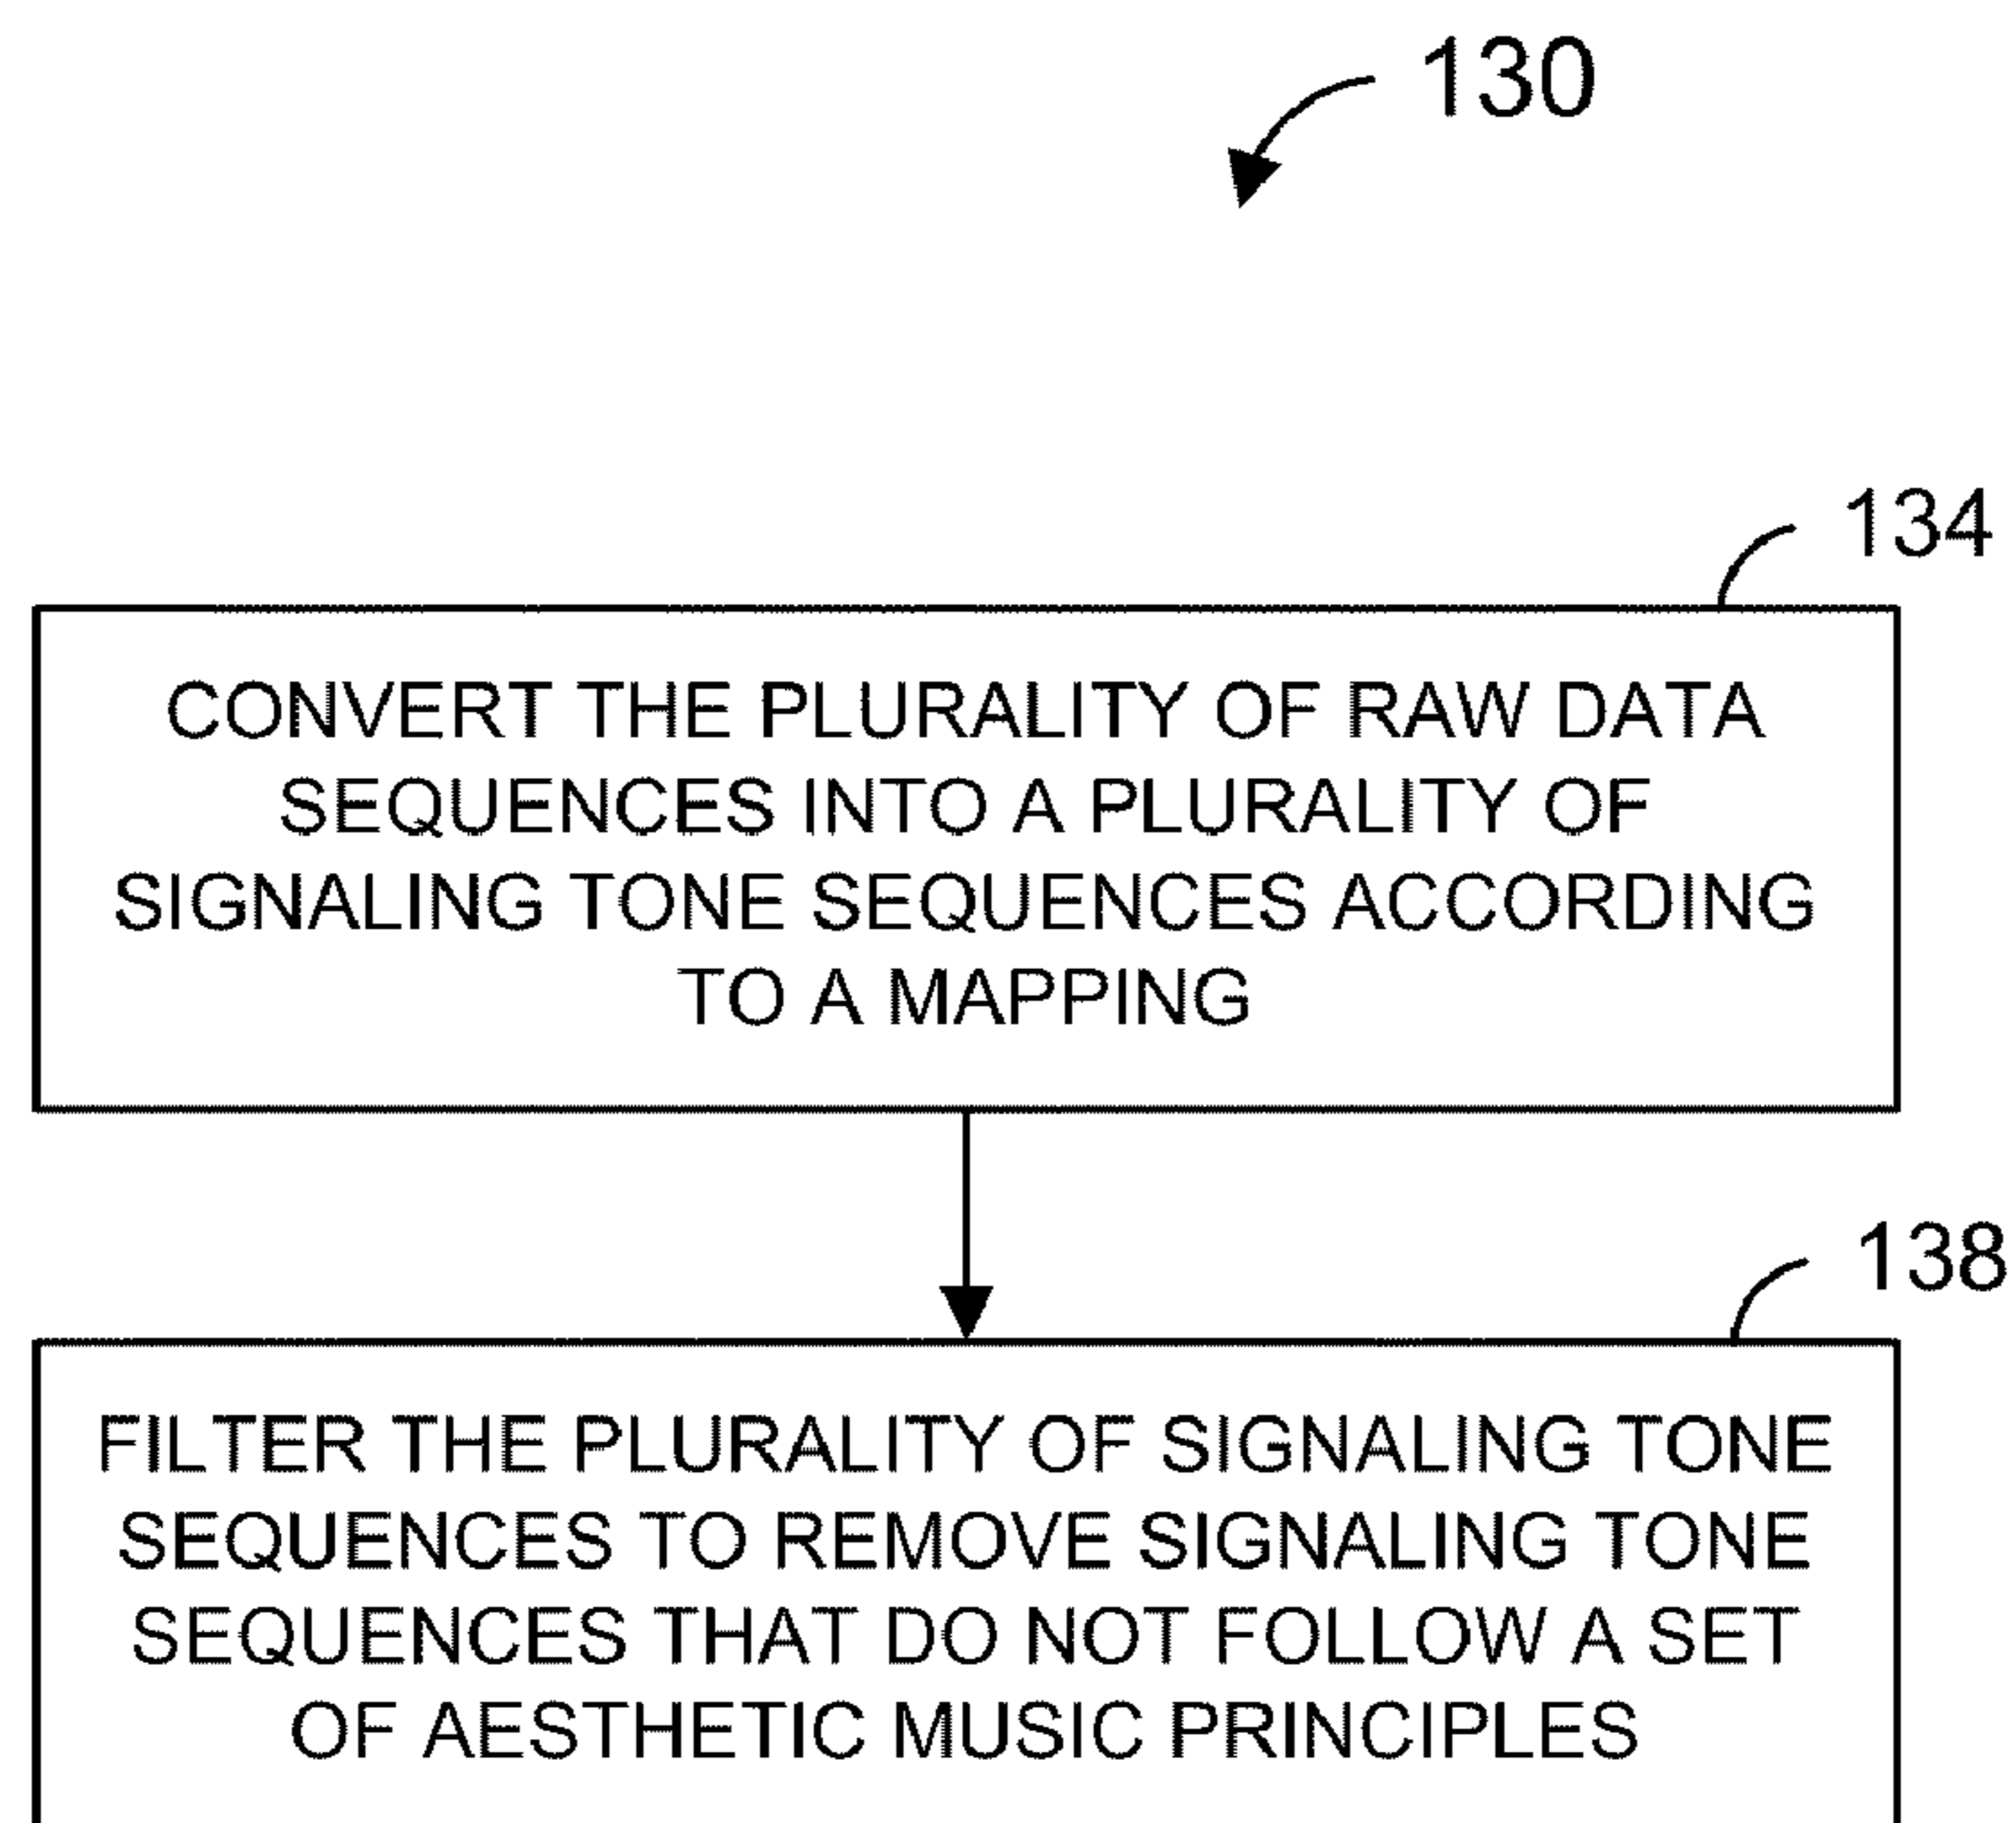 130
134
CONVERT THE PLURALITY OF RAW DATA
SEQUENCES INTO A PLURALITY OF
SIGNALING TONE SEQUENCES ACCORDING
TO A MAPPING
138
FILTER THE PLURALITY OF SIGNALING TONE
SEQUENCES TO REMOVE SIGNALING TONE
SEQUENCES THAT DO NOT FOLLOW A SET
OF AESTHETIC MUSIC PRINCIPLES